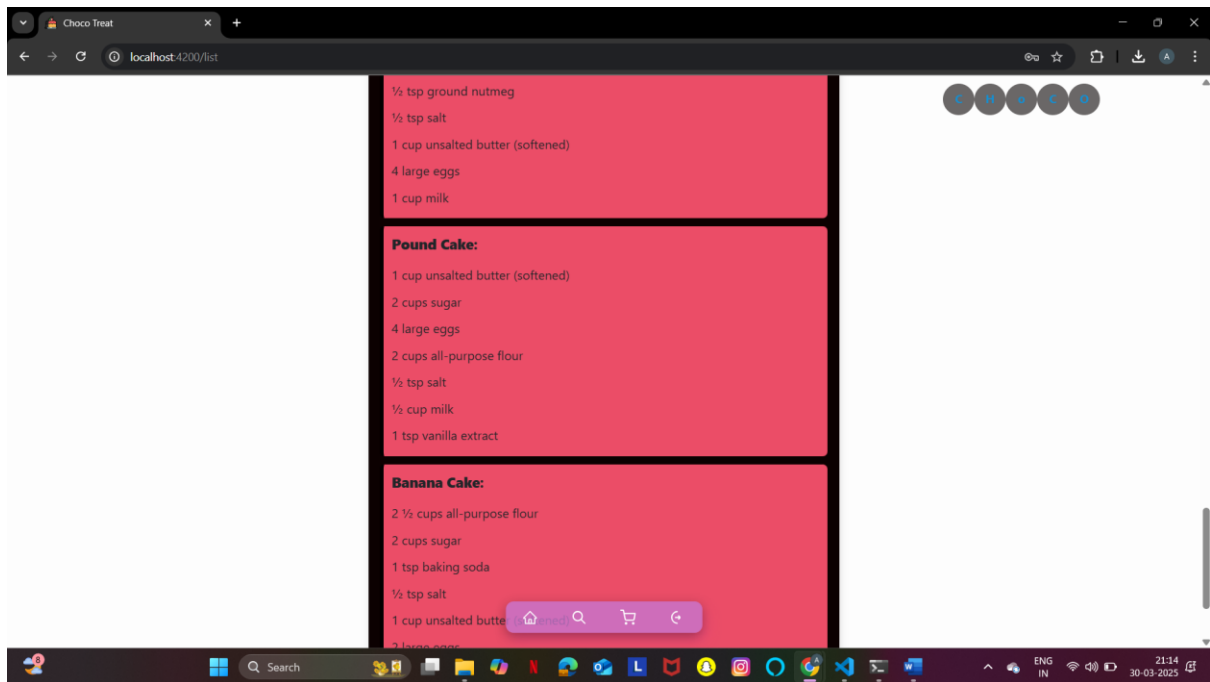 Choco Treat
localhost:4200/list
A
½ tsp ground nutmeg
½ tsp salt
1 cup unsalted butter (softened)
4 large eggs
1 cup milk
C H O C O
Pound Cake:
1 cup unsalted butter (softened)
2 cups sugar
4 large eggs
2 cups all-purpose flour
½ tsp salt
½ cup milk
1 tsp vanilla extract
Banana Cake:
2 ½ cups all-purpose flour
2 cups sugar
1 tsp baking soda
½ tsp salt
1 cup unsalted butter (softened)
2 large eggs
8
Search
ENG
IN
21:14
30-03-2025